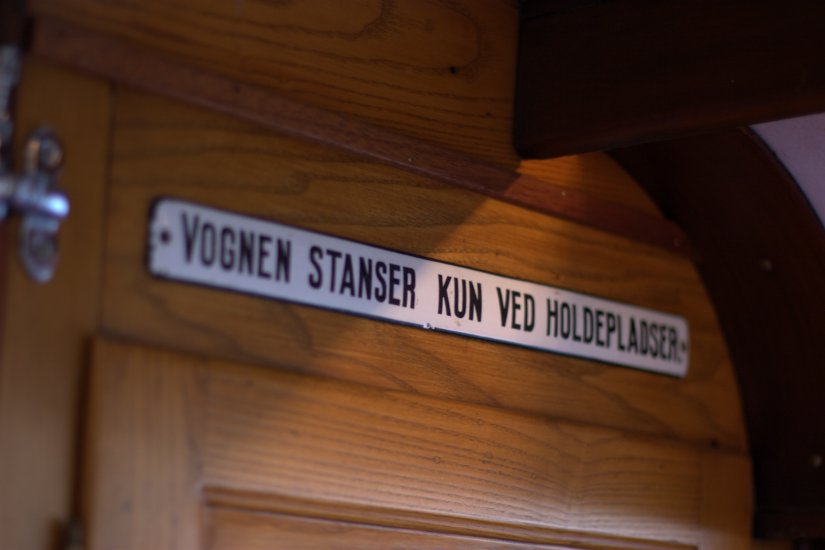 VOGNEN STANSER KUN VED HOLDEPLADSER.